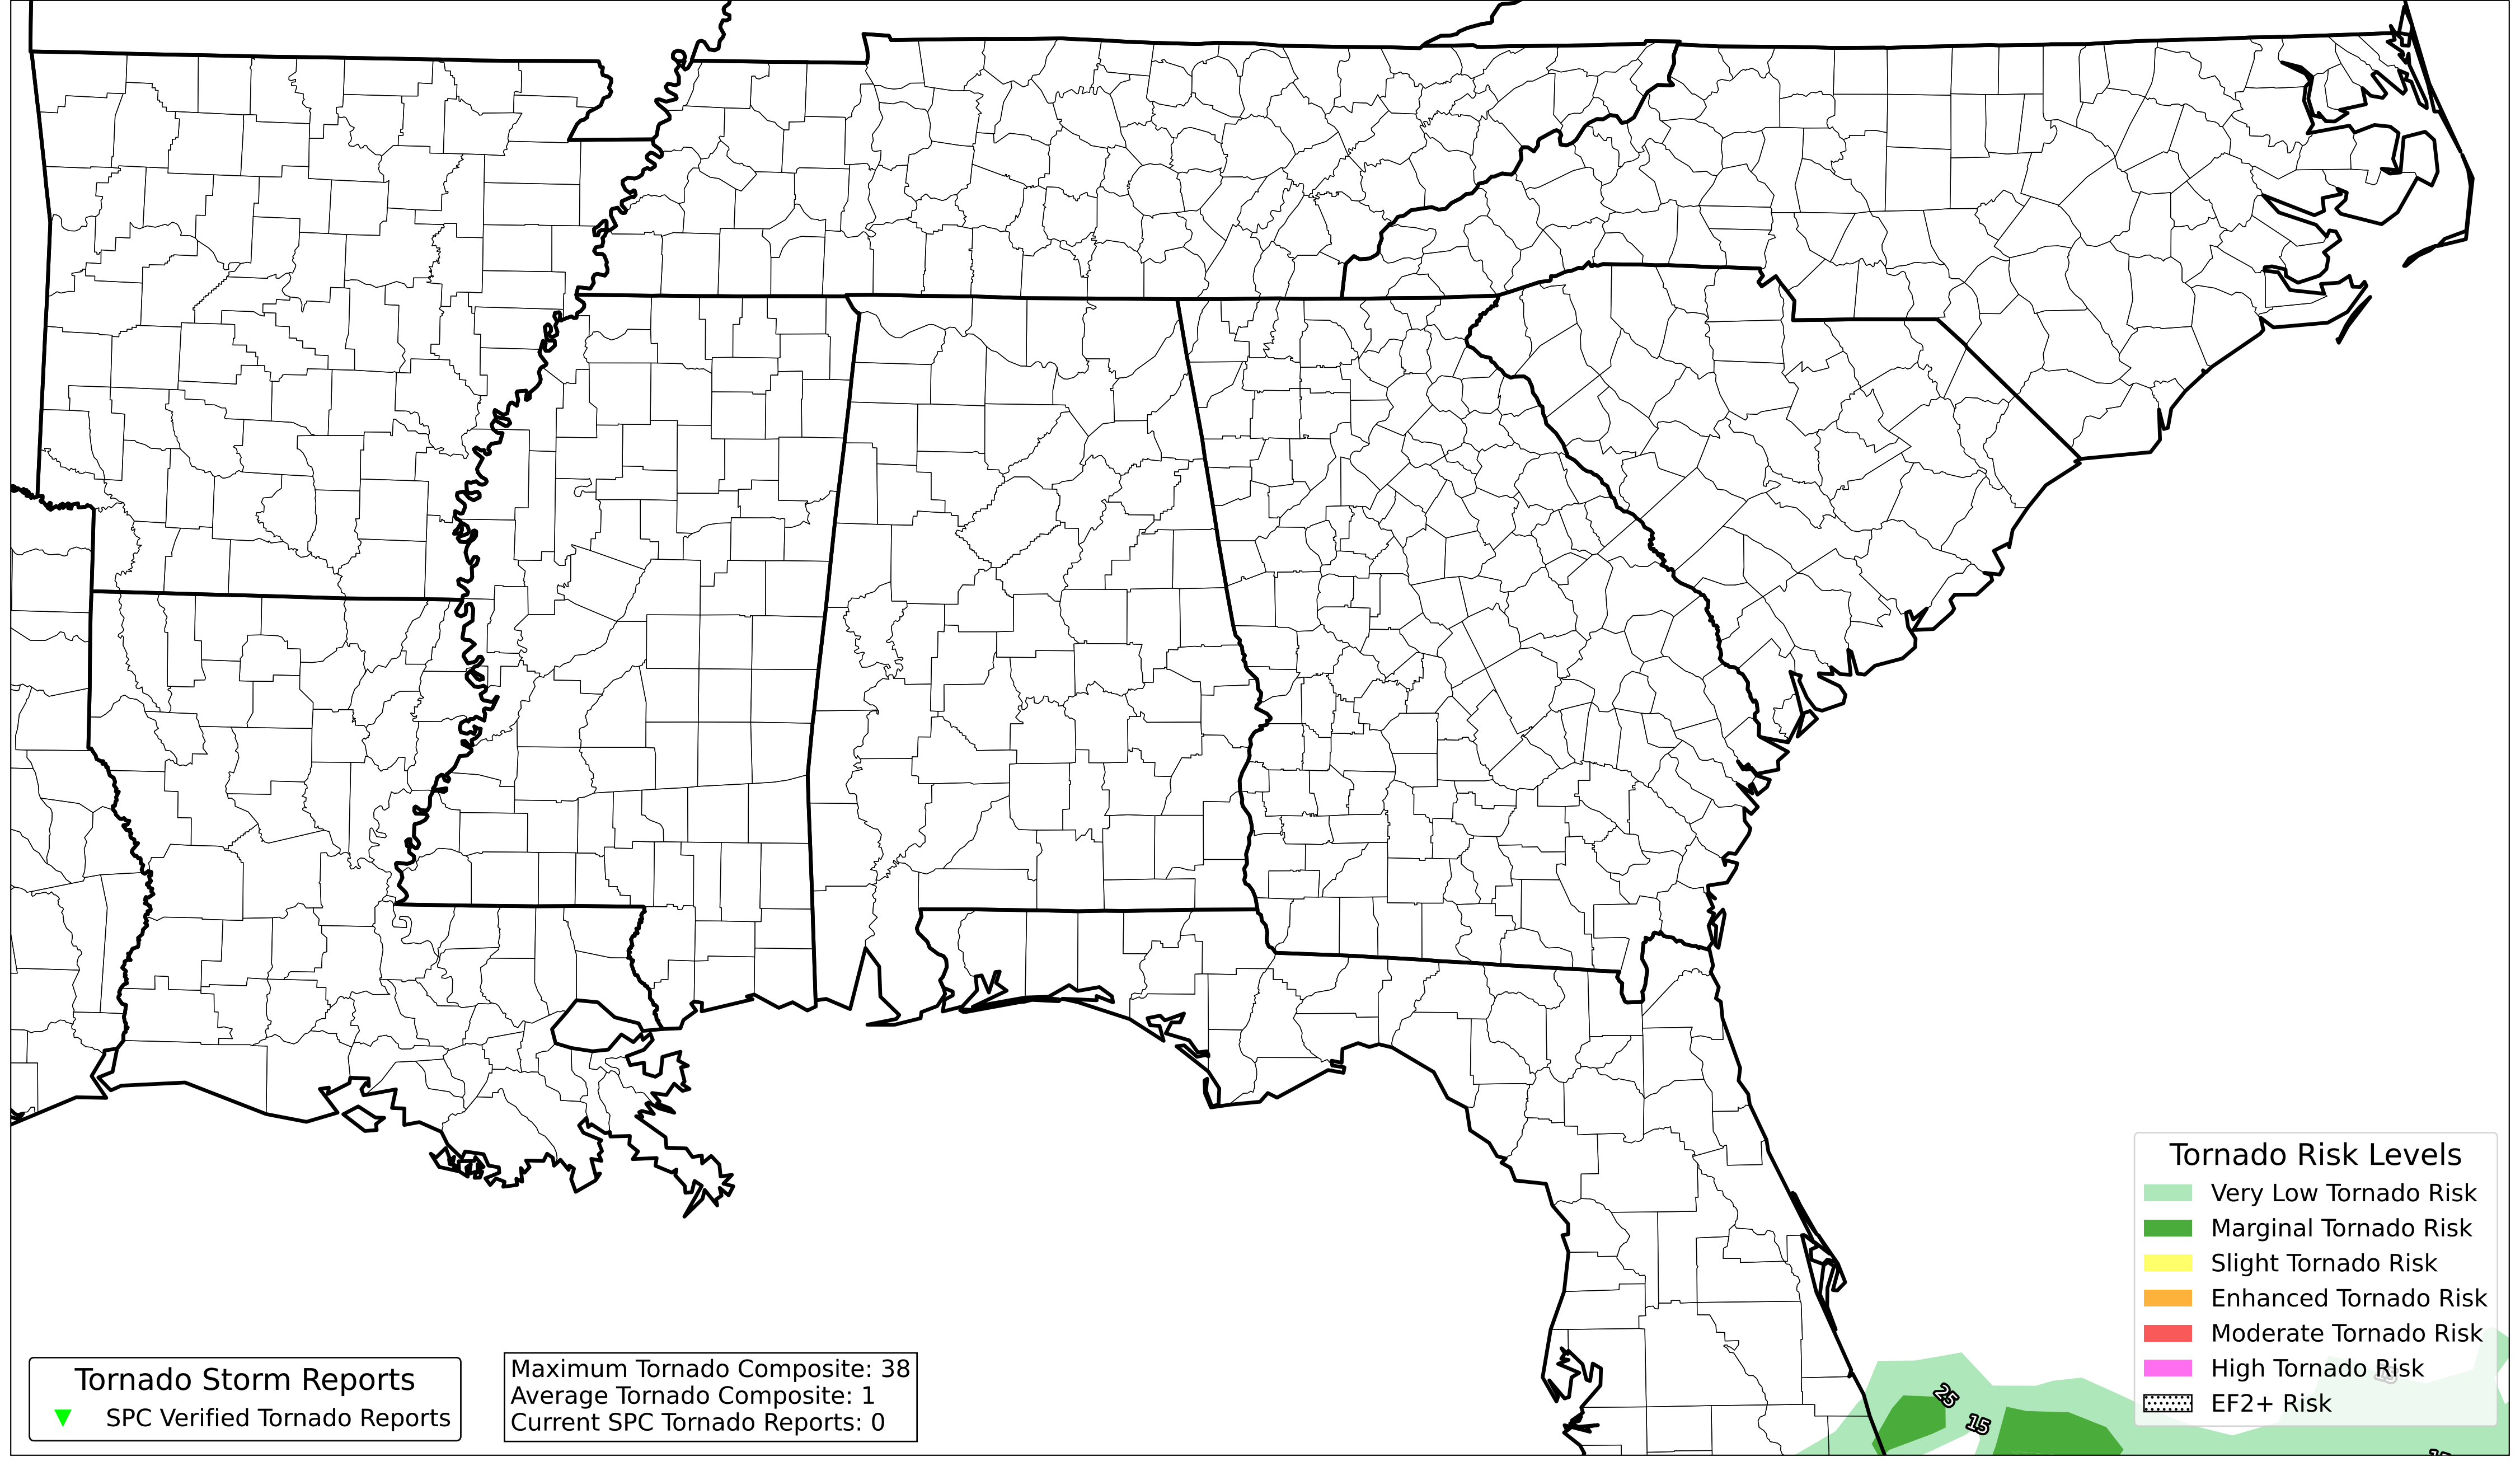 Tornado Risk Levels
Very Low Tornado Risk
Marginal Tornado Risk
Slight Tornado Risk
Enhanced Tornado Risk
Moderate Tornado Risk
High Tornado Risk
EF2+ Risk
Tornado Storm Reports
SPC Verified Tornado Reports
Maximum Tornado Composite: 38
Average Tornado Composite: 1
Current SPC Tornado Reports: 0
25
15